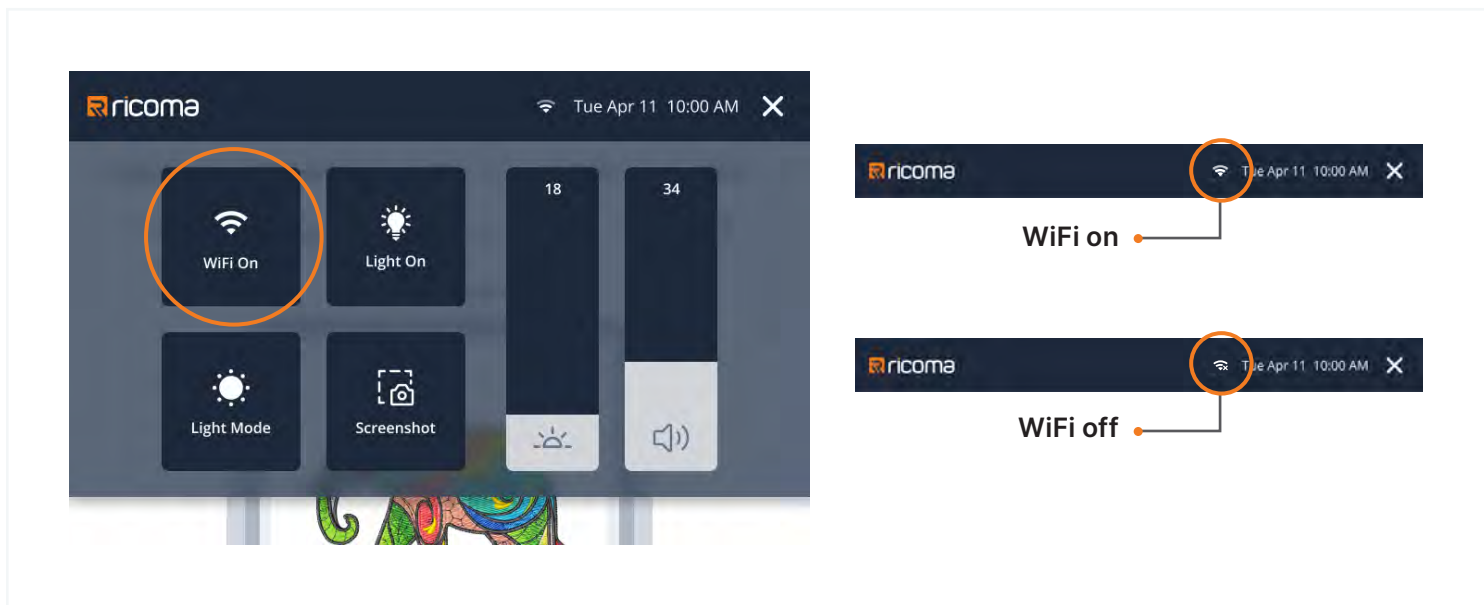 ricoma
Tue Apr 11 10:00 AM
WiFi On
Light On
18
34
Light Mode
Screenshot
ricoma
Tue Apr 11 10:00 AM
WiFi on
ricoma
Tue Apr 11 10:00 AM
WiFi off